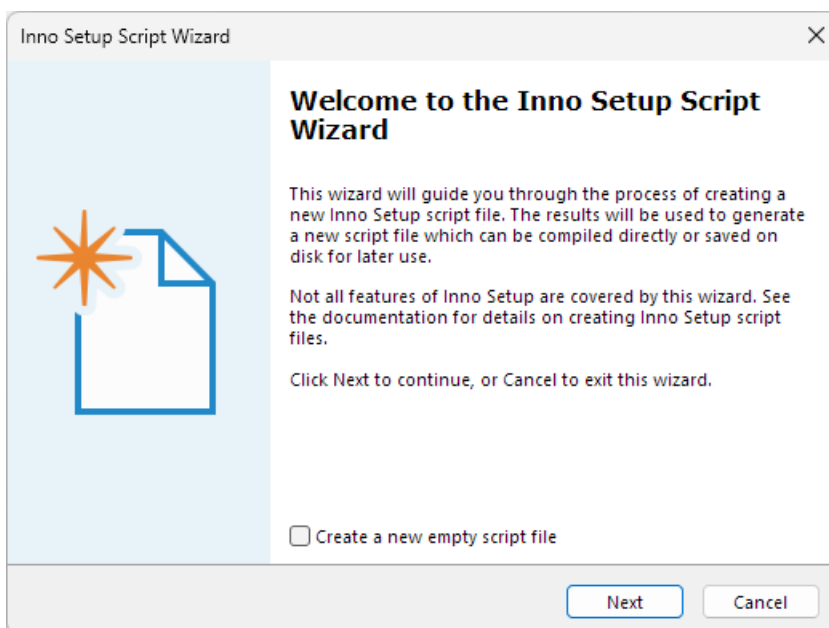 Inno Setup Script Wizard
Welcome to the Inno Setup Script
Wizard
This wizard will guide you through the process of creating a
new Inno Setup script file. The results will be used to generate
a new script file which can be compiled directly or saved on
disk for later use.
Not all features of Inno Setup are covered by this wizard. See
the documentation for details on creating Inno Setup script
files.
Click Next to continue, or Cancel to exit this wizard.
Create a new empty script file
Next Cancel